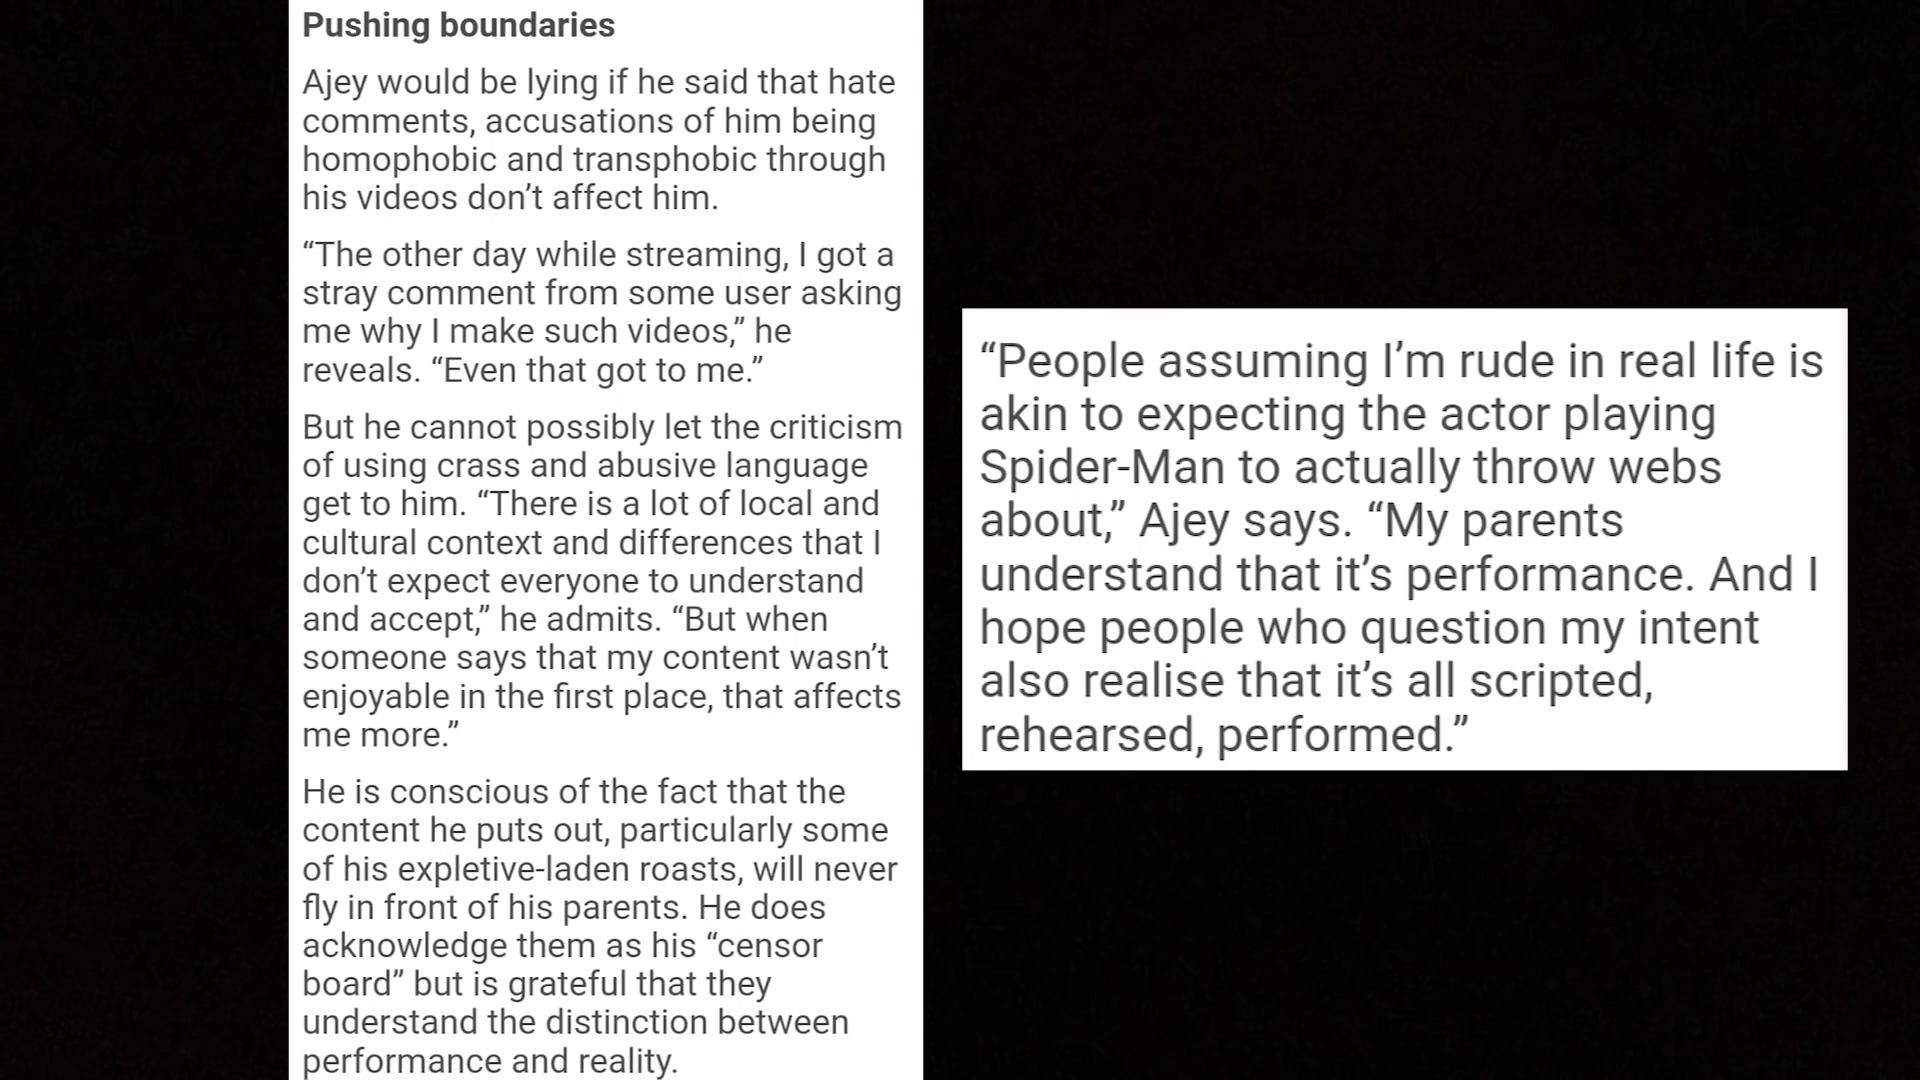 Pushing boundaries
Ajey would be lying if he said that hate
comments, accusations of him being
homophobic and transphobic through
his videos don’t affect him.
“The other day while streaming, I got a
stray comment from some user asking
me why I make such videos,” he
reveals. “Even that got to me.”
But he cannot possibly let the criticism
of using crass and abusive language
get to him. “There is a lot of local and
cultural context and differences that I
don’t expect everyone to understand
and accept,” he admits. “But when
someone says that my content wasn’t
enjoyable in the first place, that affects
me more.”
He is conscious of the fact that the
content he puts out, particularly some
of his expletive-laden roasts, will never
fly in front of his parents. He does
acknowledge them as his “censor
board” but is grateful that they
understand the distinction between
performance and reality.
“People assuming I’m rude in real life is
akin to expecting the actor playing
Spider-Man to actually throw webs
about,” Ajey says. “My parents
understand that it’s performance. And I
hope people who question my intent
also realise that it’s all scripted,
rehearsed, performed.”